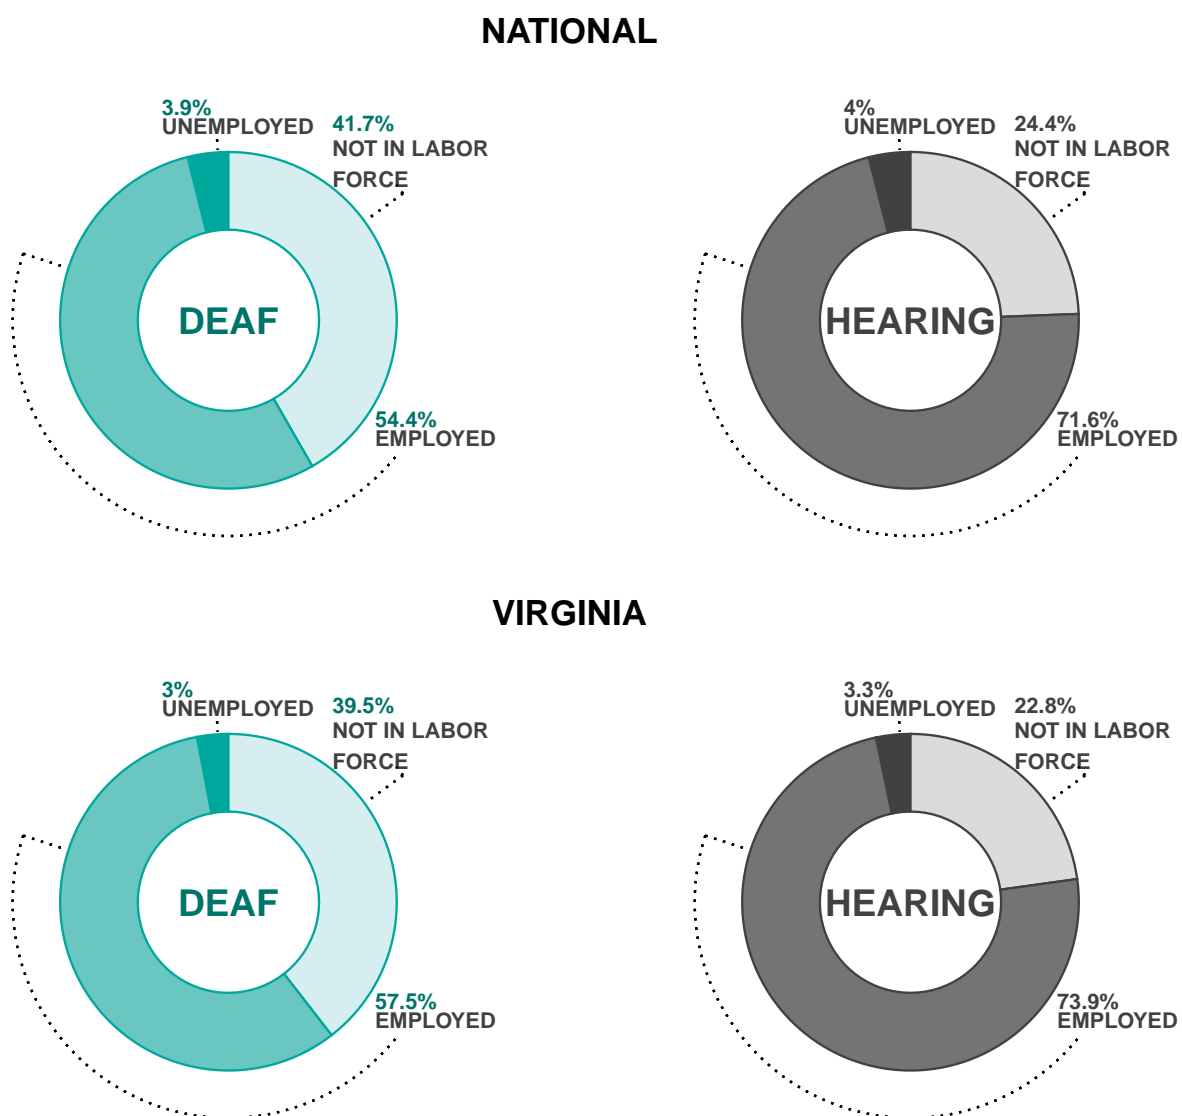 NATIONAL
3.9%
UNEMPLOYED
41.7%
NOT IN LABOR
FORCE
DEAF
54.4%
EMPLOYED
4%
UNEMPLOYED
24.4%
NOT IN LABOR
FORCE
HEARING
71.6%
EMPLOYED
VIRGINIA
3%
UNEMPLOYED
39.5%
NOT IN LABOR
FORCE
DEAF
57.5%
EMPLOYED
3.3%
UNEMPLOYED
22.8%
NOT IN LABOR
FORCE
HEARING
73.9%
EMPLOYED